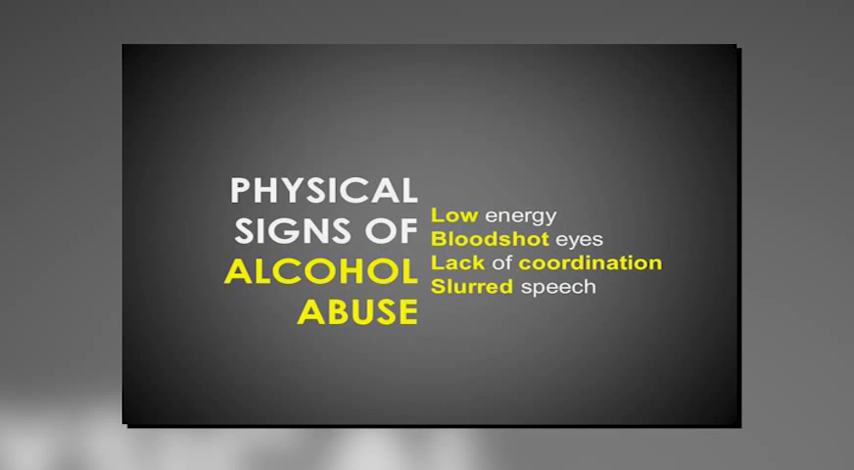 PHYSICAL
SIGNS OF
ALCOHOL
ABUSE
Low energy
Bloodshot eyes
Lack of coordination
Slurred speech